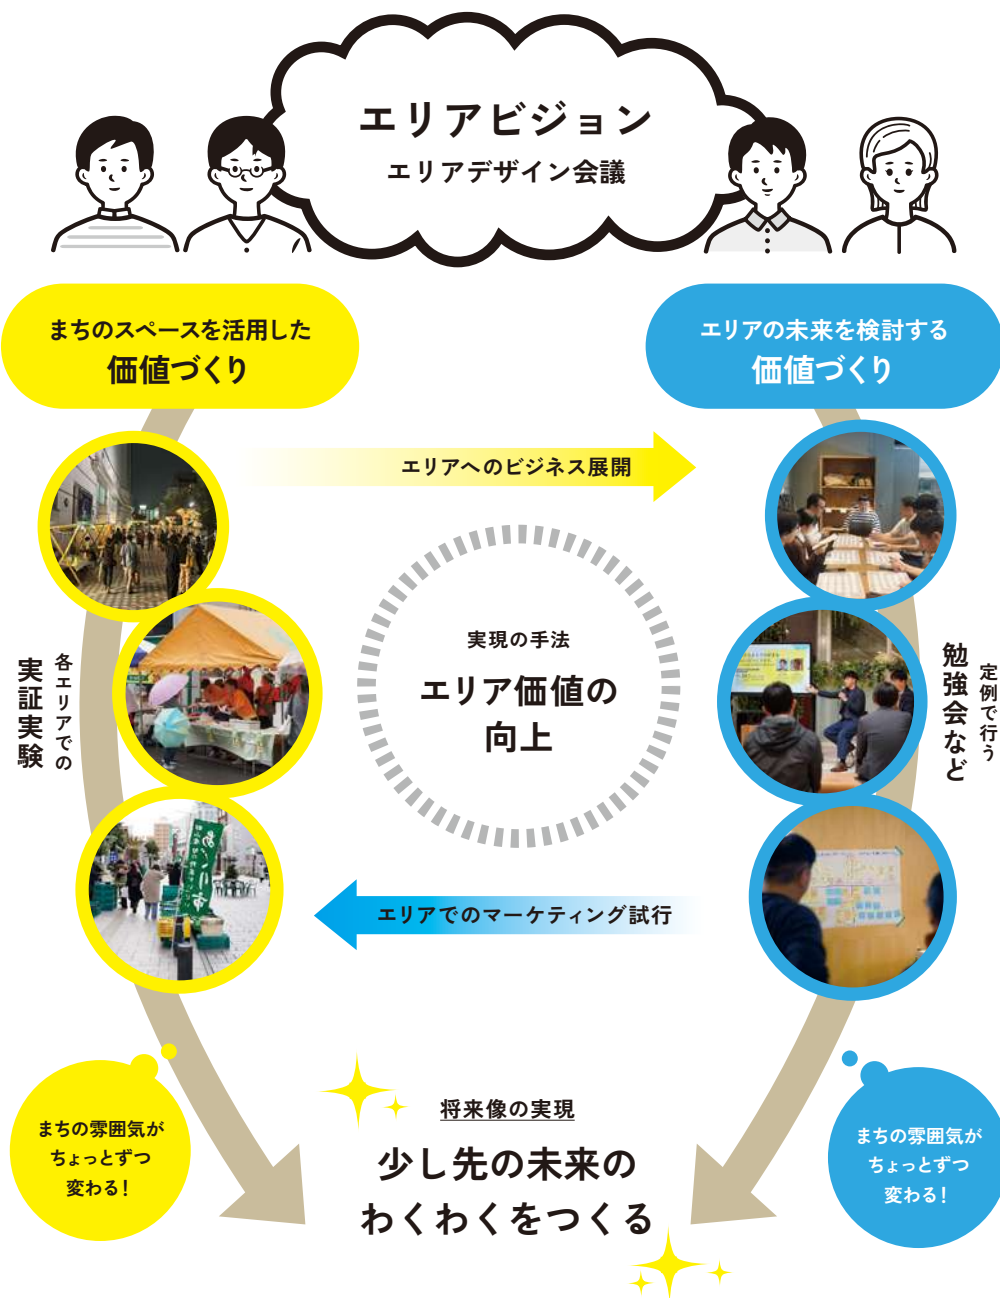 エリアビジョン
エリアデザイン会議
まちのスペースを活用した
価値づくり
エリアの未来を検討する
価値づくり
エリアへのビジネス展開
実現の手法
エリア価値の
向上
各エリアでの
実証実験
定例で行う
勉強会など
エリアでのマーケティング試行
まちの雰囲気が
ちょっとずつ
変わる!
将来像の実現
少し先の未来の
わくわくをつくる
まちの雰囲気が
ちょっとずつ
変わる!